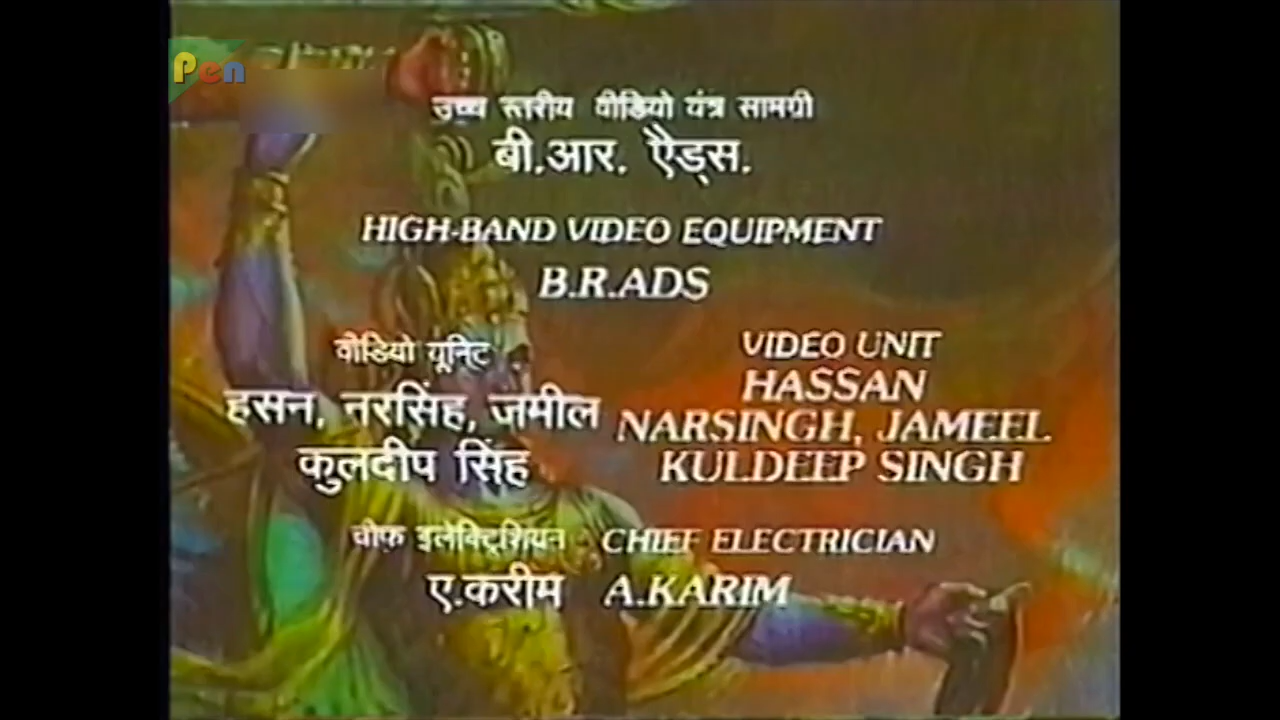 Pen
उच्च स्तरीय वीडियो यंत्र सामग्री
बी.आर. ऐड्स.
HIGH-BAND VIDEO EQUIPMENT
B.R.ADS
वीडियो यूनिट
हसन, नरसिंह, जमील
कुलदीप सिंह
VIDEO UNIT
HASSAN
NARSINGH, JAMEEL
KULDEEP SINGH
चीफ इलेक्ट्रिशियन
ए.करीम
CHIEF ELECTRICIAN
A.KARIM